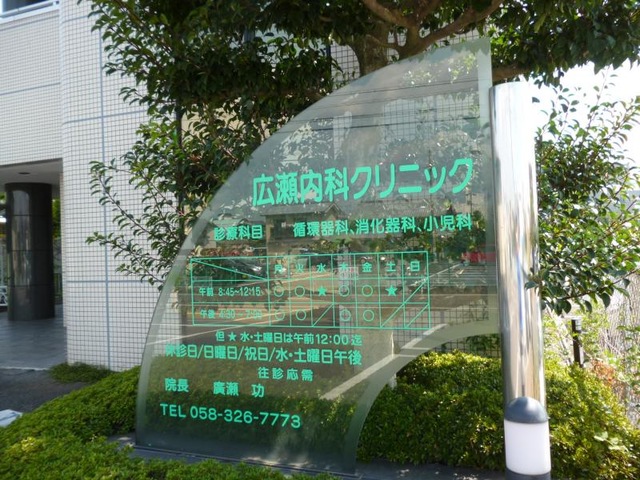 広瀬内科クリニック
診療科目 循環器科、消化器科、小児科
月 火 水 木 金 土 日
午前 8:45~12:15 ○ ○ ★ ○ ○ ★
午後 ○ ○ ○ ○
但★水・土曜日は午前12:00迄
休診日/日曜日/祝日/水・土曜日午後
往診応需
院長 廣瀬 功
TEL 058-326-7773